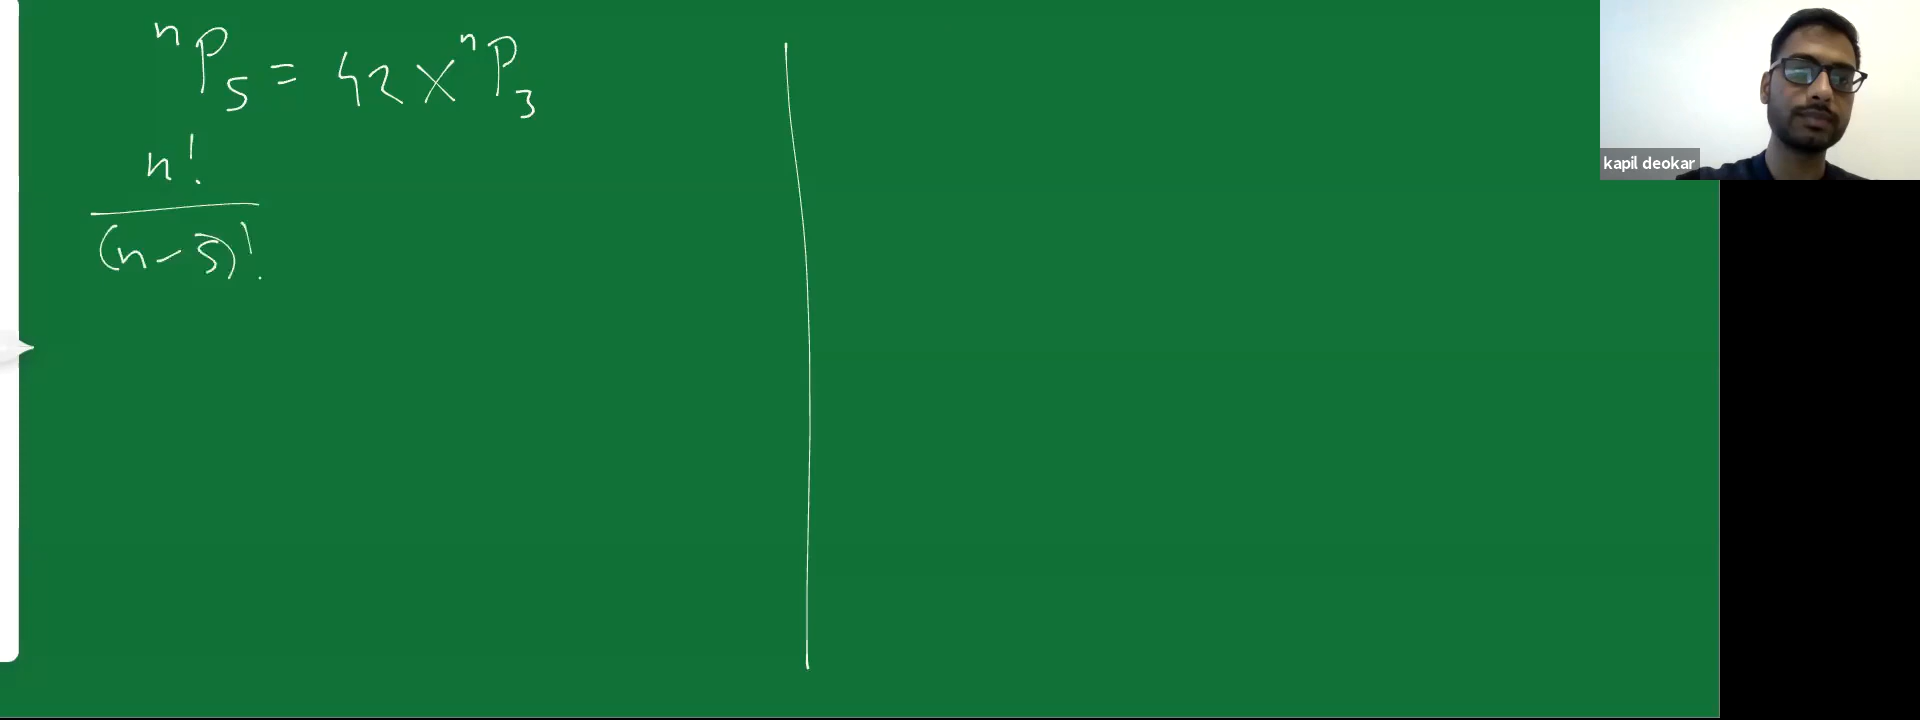 ⁿP₅ = 42 × ⁿP₃
n!
(n-5)!
kapil deokar